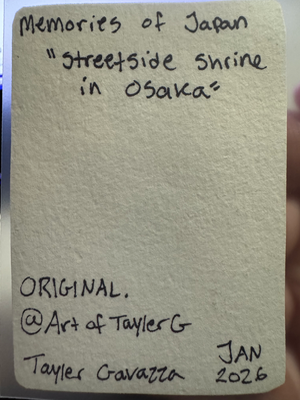 Memories of Japan
"Streetside Shrine
in Osaka"
ORIGINAL.
@Art of TaylerG
Tayler Gavazza
JAN
2026